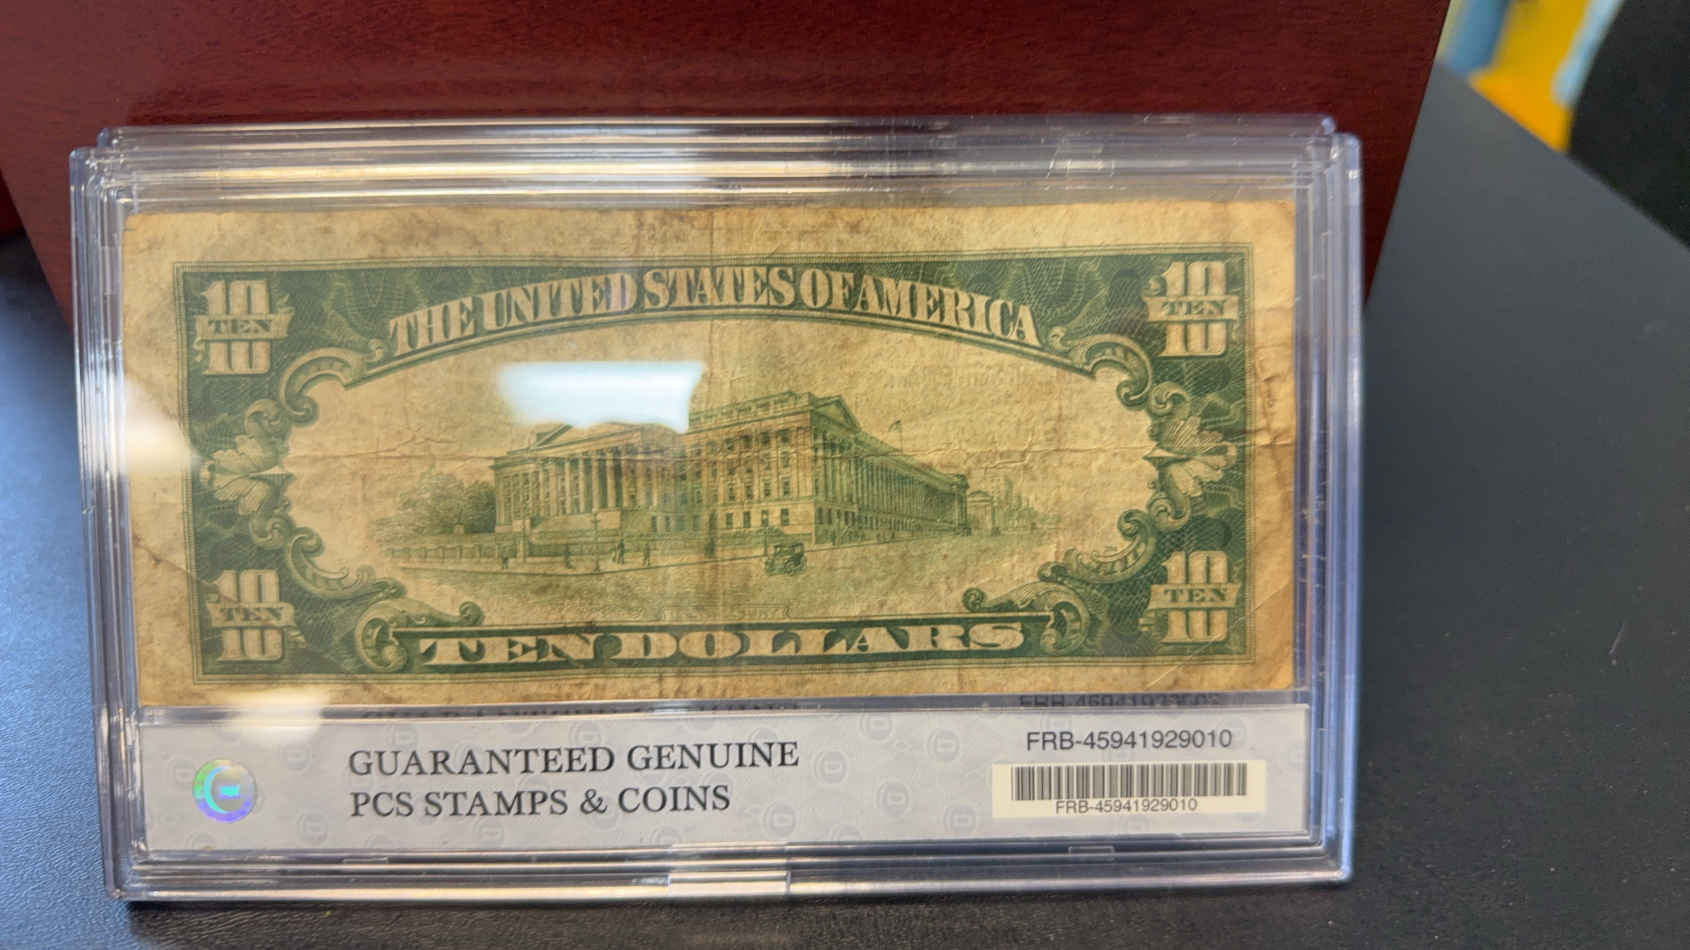 10 TEN 10
THE UNITED STATES OF AMERICA
10 TEN 10
10 TEN 10
TEN DOLLARS
10 TEN 10
GUARANTEED GENUINE
PCS STAMPS & COINS
FRB-45941929010
FRB-45941929010